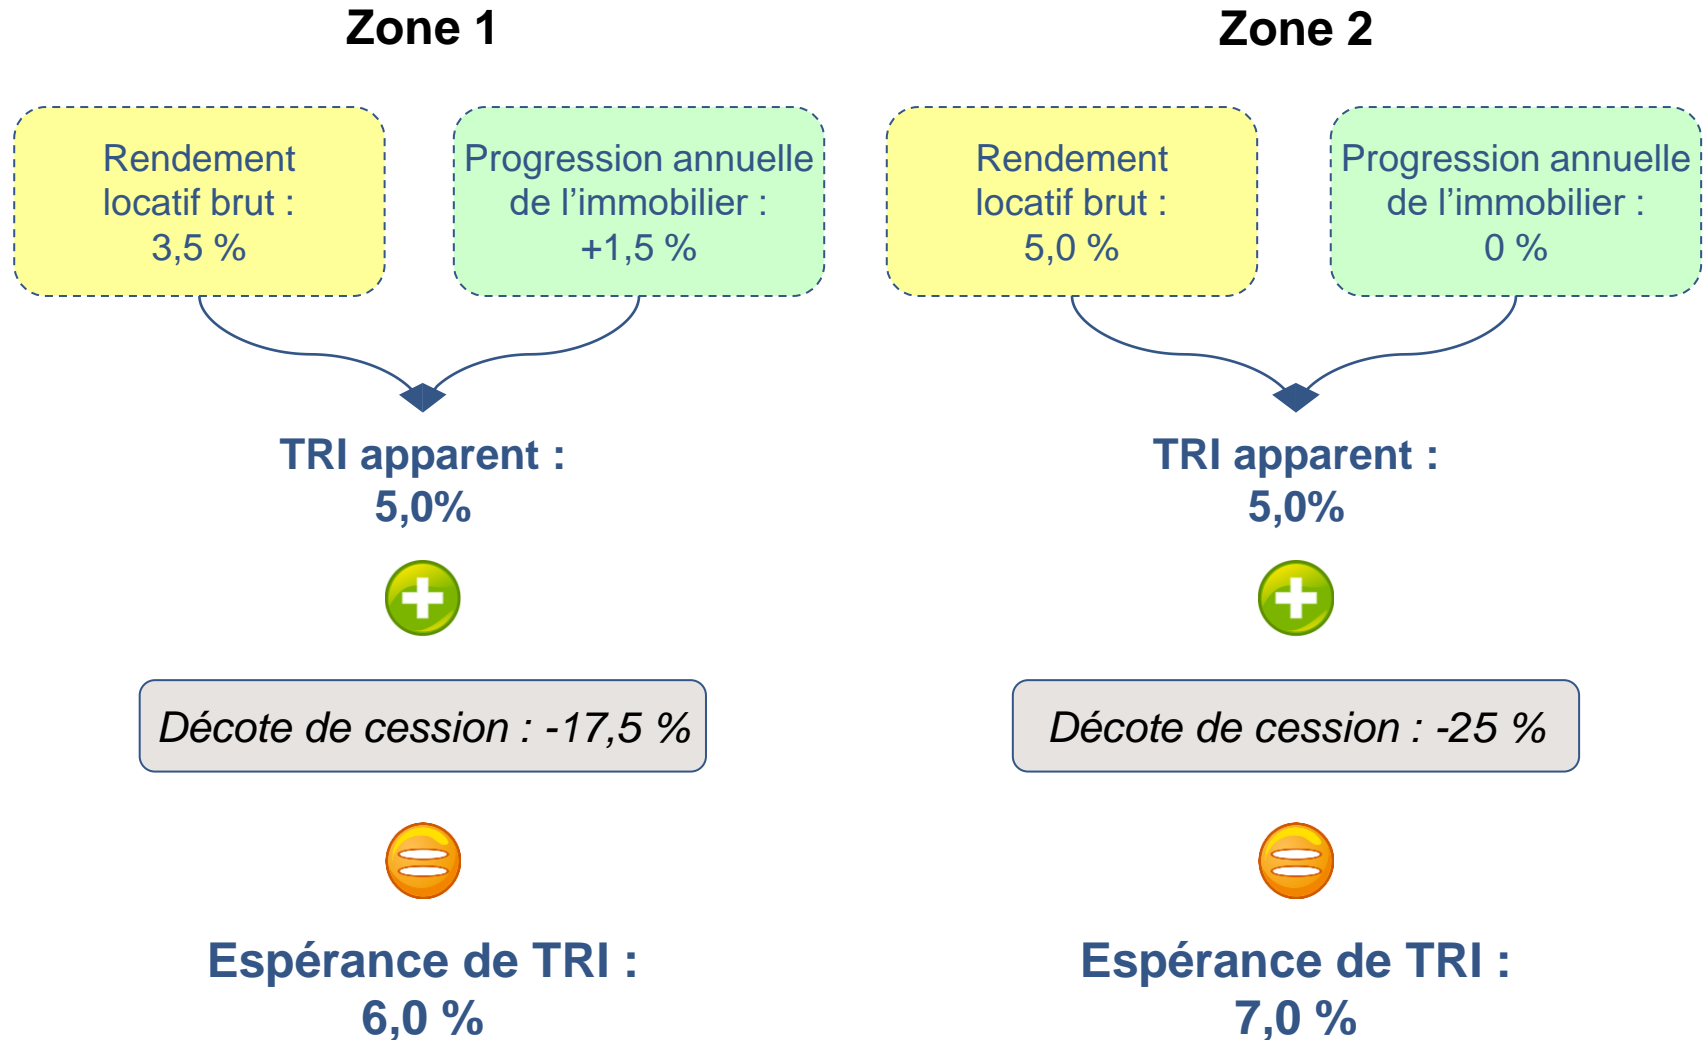 Zone 1
Rendement
locatif brut :
3,5 %
Progression annuelle
de l’immobilier :
+1,5 %
TRI apparent :
5,0%
Décote de cession : -17,5 %
Espérance de TRI :
6,0 %
Zone 2
Rendement
locatif brut :
5,0 %
Progression annuelle
de l’immobilier :
0 %
TRI apparent :
5,0%
Décote de cession : -25 %
Espérance de TRI :
7,0 %